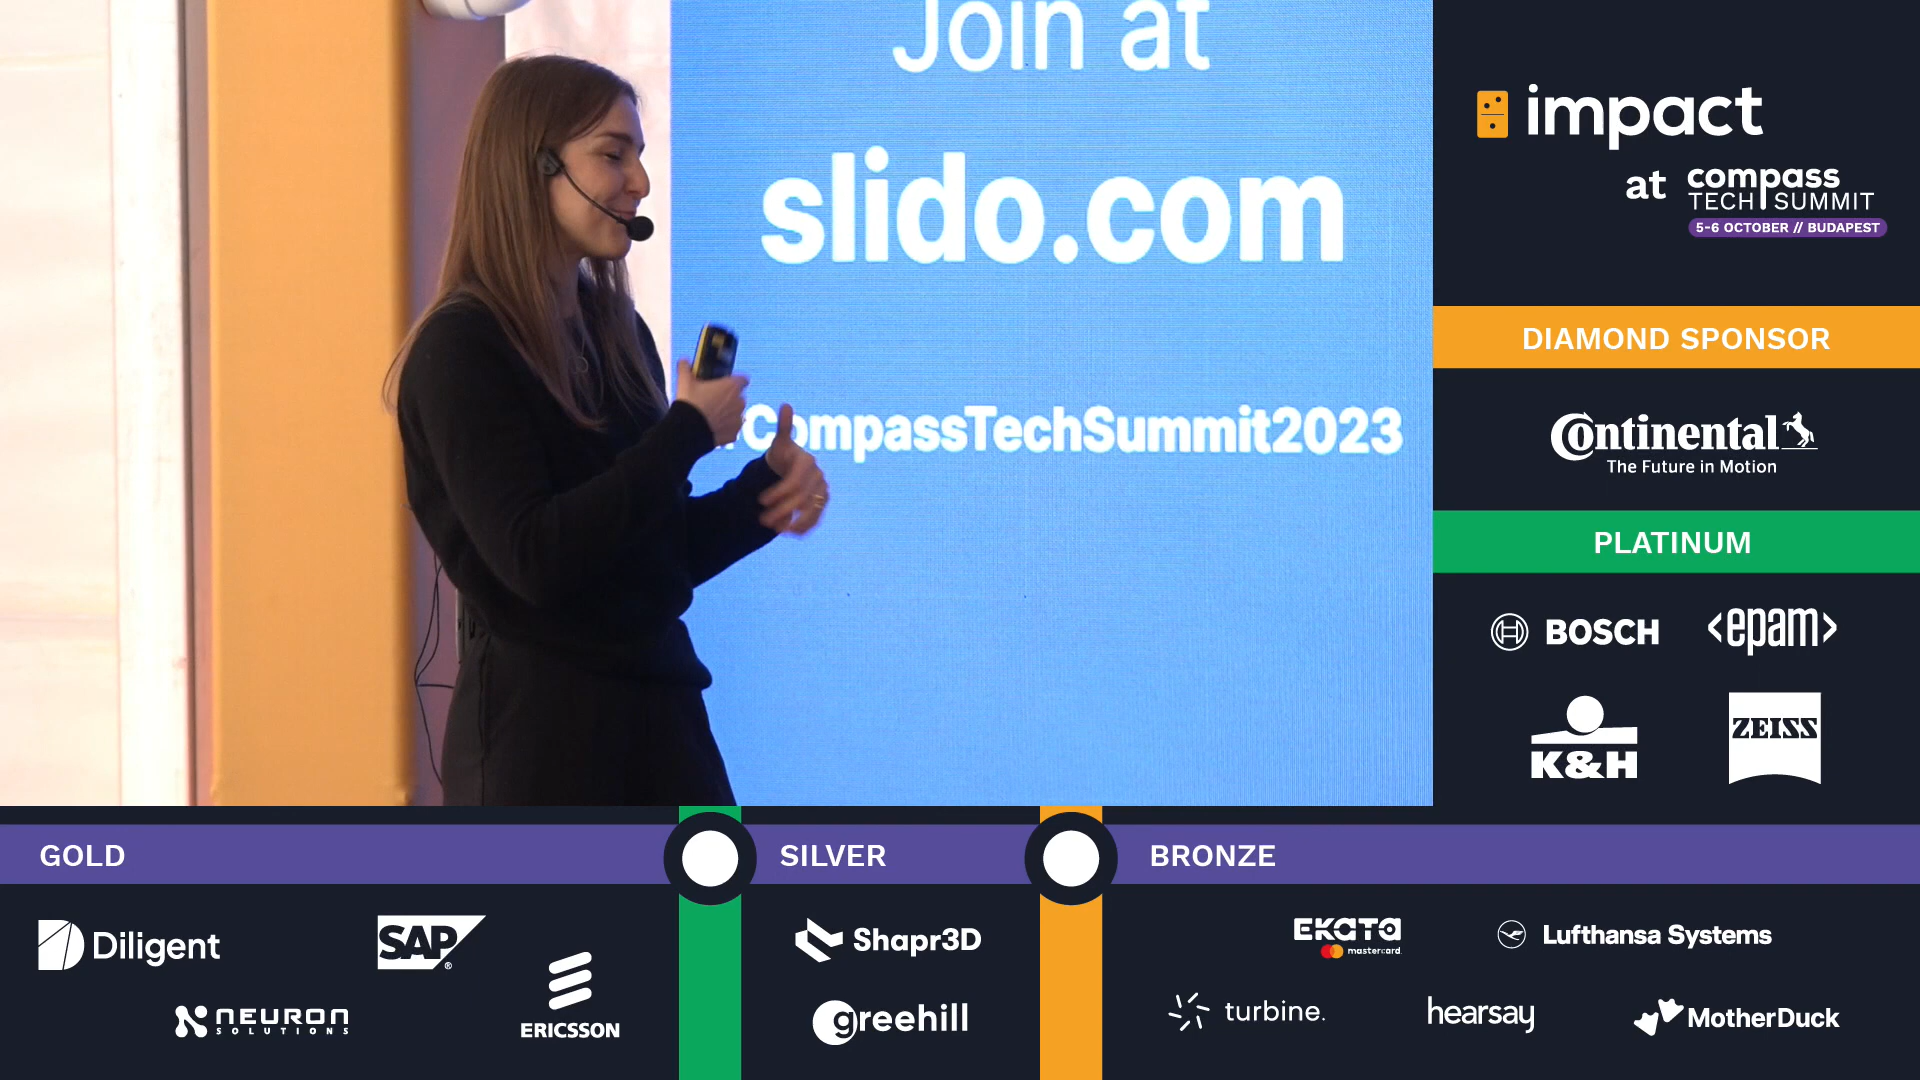 Join at
slido.com
CompassTechSummit2023
impact
at compass
TECH SUMMIT
5-6 OCTOBER // BUDAPEST
DIAMOND SPONSOR
Continental
The Future in Motion
PLATINUM
BOSCH
<epam>
K&H
ZEISS
GOLD
SILVER
BRONZE
Diligent
SAP®
NEURON
SOLUTIONS
ERICSSON
Shapr3D
greehill
EKATA
mastercard.
Lufthansa Systems
turbine.
hearsay
MotherDuck